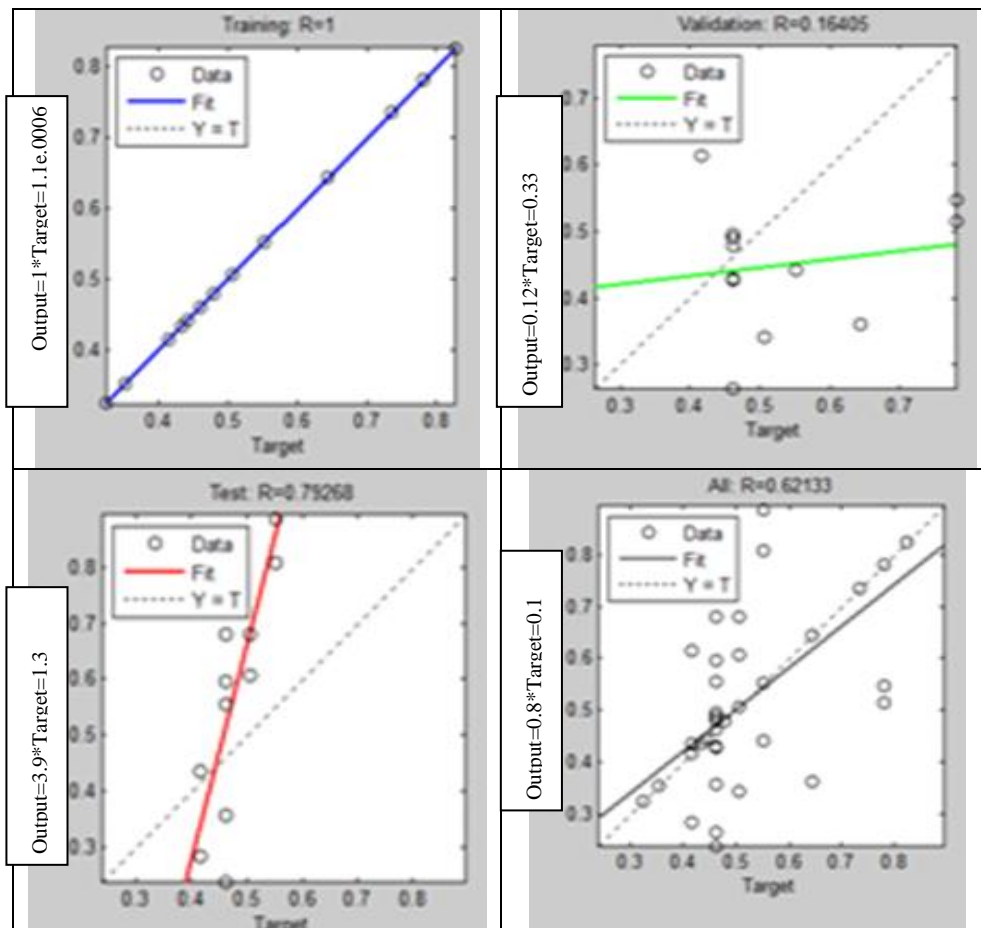 Training: R=1
Output=1*Target=1.1e.0006
Data
Fit
Y = T
0.8
0.7
0.6
0.5
0.4
0.4 0.5 0.6 0.7 0.8
Target
Validation: R=0.16405
Output=0.12*Target=0.33
Data
Fit
Y = T
0.7
0.6
0.5
0.4
0.3
0.3 0.4 0.5 0.6 0.7
Target
Test: R=0.79268
Output=3.9*Target=1.3
Data
Fit
Y = T
0.8
0.7
0.6
0.5
0.4
0.3
0.3 0.4 0.5 0.6 0.7 0.8
Target
All: R=0.62133
Output=0.8*Target=0.1
Data
Fit
Y = T
0.8
0.7
0.6
0.5
0.4
0.3
0.3 0.4 0.5 0.6 0.7 0.8
Target